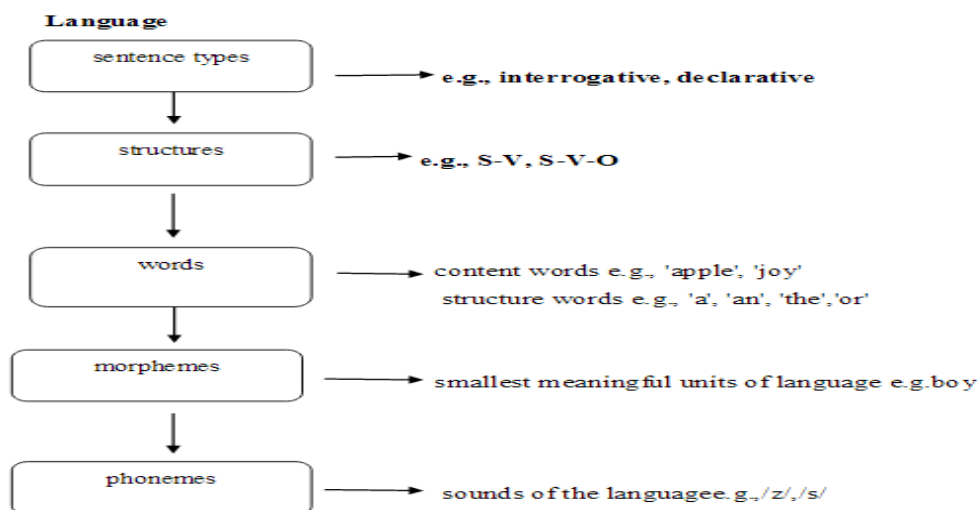 Language
sentence types
e.g., interrogative, declarative
structures
e.g., S-V, S-V-O
words
content words e.g., 'apple', 'joy'
structure words e.g., 'a', 'an', 'the','or'
morphemes
smallest meaningful units of language e.g.boy
phonemes
sounds of the languagee.g.,/z/,/s/